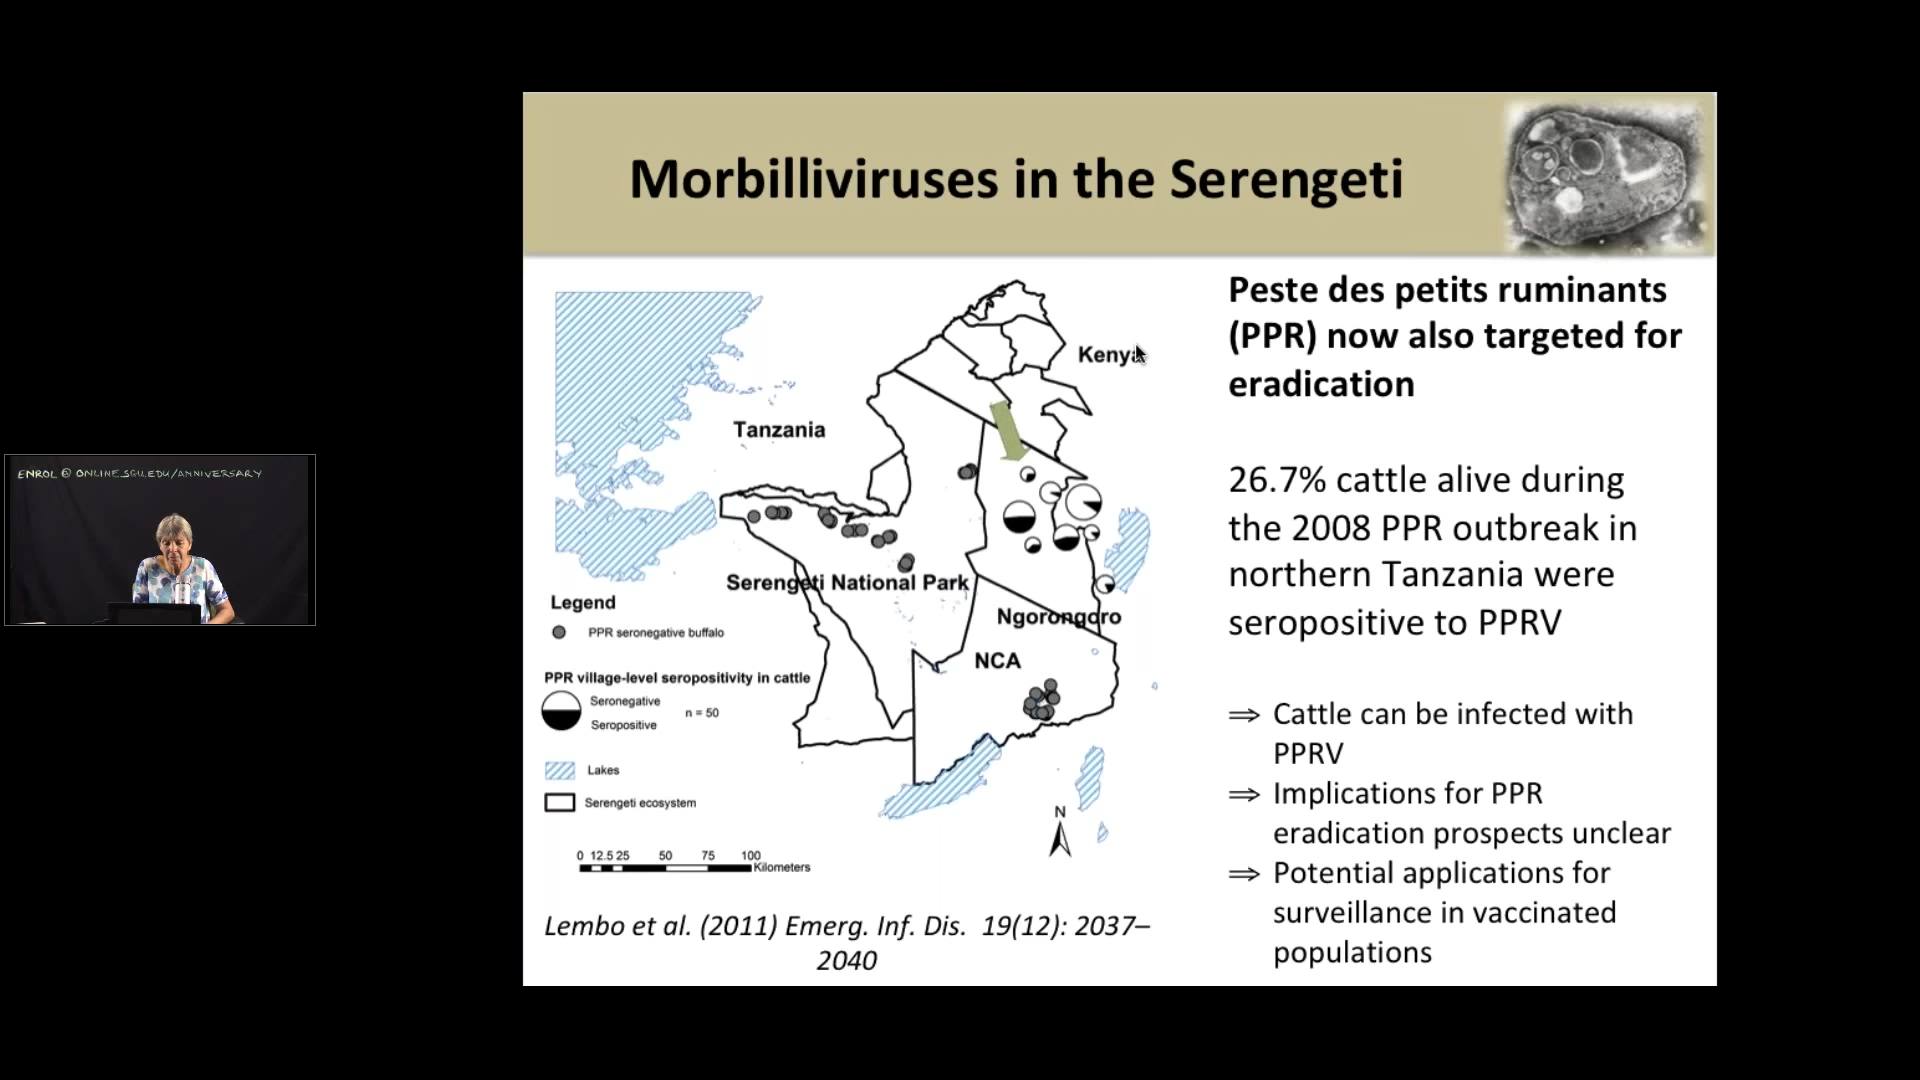 ENROL @ ONLINE.SGU.EDU/ANNIVERSARY
Morbilliviruses in the Serengeti
Kenya
Tanzania
Serengeti National Park
Ngorongoro
NCA
Legend
PPR seronegative buffalo
PPR village-level seropositivity in cattle
Seronegative
Seropositive
n = 50
Lakes
Serengeti ecosystem
0 12.5 25 50 75 100
Kilometers
N
Lembo et al. (2011) Emerg. Inf. Dis. 19(12): 2037–
2040
Peste des petits ruminants
(PPR) now also targeted for
eradication
26.7% cattle alive during
the 2008 PPR outbreak in
northern Tanzania were
seropositive to PPRV
⇒ Cattle can be infected with
PPRV
⇒ Implications for PPR
eradication prospects unclear
⇒ Potential applications for
surveillance in vaccinated
populations